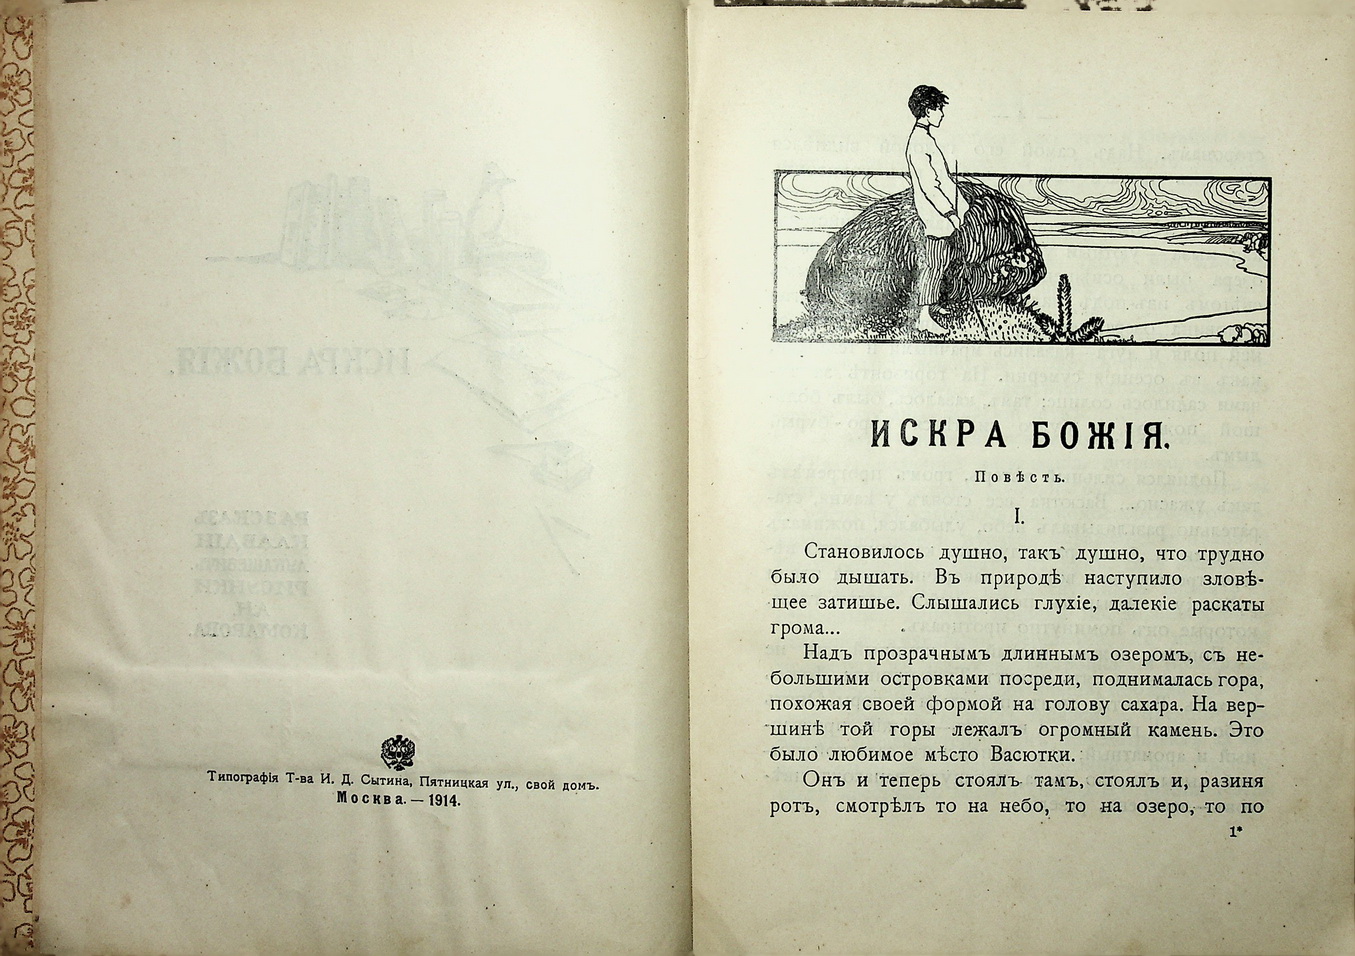 Типографія Т-ва И. Д. Сытина, Пятницкая ул., свой домъ.
Москва. — 1914.
ИСКРА БОЖІЯ.
Повѣсть.
I.
Становилось душно, такъ душно, что трудно
было дышать. Въ природѣ наступило зловѣ-
щее затишье. Слышались глухіе, далекіе раскаты
грома...
Надъ прозрачнымъ длиннымъ озеромъ, съ не-
большими островками посреди, поднималась гора,
похожая своей формой на голову сахара. На вер-
шинѣ той горы лежалъ огромный камень. Это
было любимое мѣсто Васютки.
Онъ и теперь стоялъ тамъ, стоялъ и, разиня
ротъ, смотрѣлъ то на небо, то на озеро, то по
1*